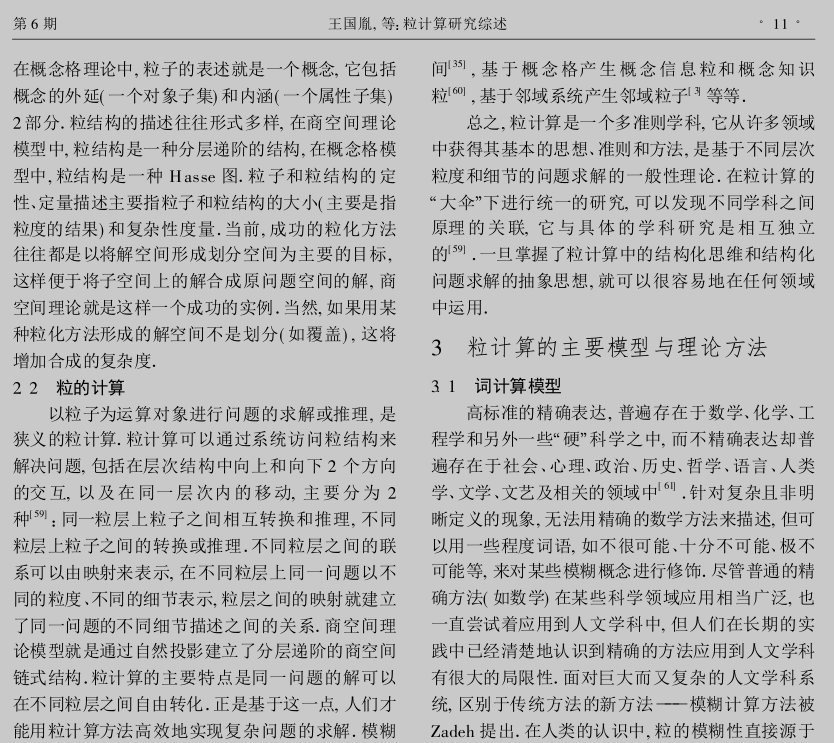 第 6 期
王国胤, 等: 粒计算研究综述
° 11 °
在概念格理论中, 粒子的表述就是一个概念, 它包括
概念的外延( 一个对象子集) 和内涵( 一个属性子集)
2 部分. 粒结构的描述往往形式多样, 在商空间理论
模型中, 粒结构是一种分层递阶的结构, 在概念格模
型中, 粒结构是一种 Hasse 图. 粒子和粒结构的定
性、定量描述主要指粒子和粒结构的大小( 主要是指
粒度的结果) 和复杂性度量. 当前, 成功的粒化方法
往往都是以将解空间形成划分空间为主要的目标,
这样便于将子空间上的解合成原问题空间的解, 商
空间理论就是这样一个成功的实例. 当然, 如果用某
种粒化方法形成的解空间不是划分( 如覆盖) , 这将
增加合成的复杂度.
2 2 粒的计算
以粒子为运算对象进行问题的求解或推理, 是
狭义的粒计算. 粒计算可以通过系统访问粒结构来
解决问题, 包括在层次结构中向上和向下 2 个方向
的交互, 以及在同一层次内的移动, 主要分为 2
种[59] : 同一粒层上粒子之间相互转换和推理, 不同
粒层上粒子之间的转换或推理. 不同粒层之间的联
系可以由映射来表示, 在不同粒层上同一问题以不
同的粒度、不同的细节表示, 粒层之间的映射就建立
了同一问题的不同细节描述之间的关系. 商空间理
论模型就是通过自然投影建立了分层递阶的商空间
链式结构. 粒计算的主要特点是同一问题的解可以
在不同粒层之间自由转化. 正是基于这一点, 人们才
能用粒计算方法高效地实现复杂问题的求解. 模糊
间[35] , 基于概念格产生概念信息粒和概念知识
粒[60] , 基于邻域系统产生邻域粒子[3] 等等.
总之, 粒计算是一个多准则学科, 它从许多领域
中获得其基本的思想、准则和方法, 是基于不同层次
粒度和细节的问题求解的一般性理论. 在粒计算的
“大伞”下进行统一的研究, 可以发现不同学科之间
原理的关联, 它与具体的学科研究是相互独立
的[59] . 一旦掌握了粒计算中的结构化思维和结构化
问题求解的抽象思想, 就可以很容易地在任何领域
中运用.
3 粒计算的主要模型与理论方法
3 1 词计算模型
高标准的精确表达, 普遍存在于数学、化学、工
程学和另外一些“硬”科学之中, 而不精确表达却普
遍存在于社会、心理、政治、历史、哲学、语言、人类
学、文学、文艺及相关的领域中[61] . 针对复杂且非明
晰定义的现象, 无法用精确的数学方法来描述, 但可
以用一些程度词语, 如不很可能、十分不可能、极不
可能等, 来对某些模糊概念进行修饰. 尽管普通的精
确方法( 如数学) 在某些科学领域应用相当广泛, 也
一直尝试着应用到人文学科中, 但人们在长期的实
践中已经清楚地认识到精确的方法应用到人文学科
有很大的局限性. 面对巨大而又复杂的人文学科系
统, 区别于传统方法的新方法——模糊计算方法被
Zadeh 提出. 在人类的认识中, 粒的模糊性直接源于